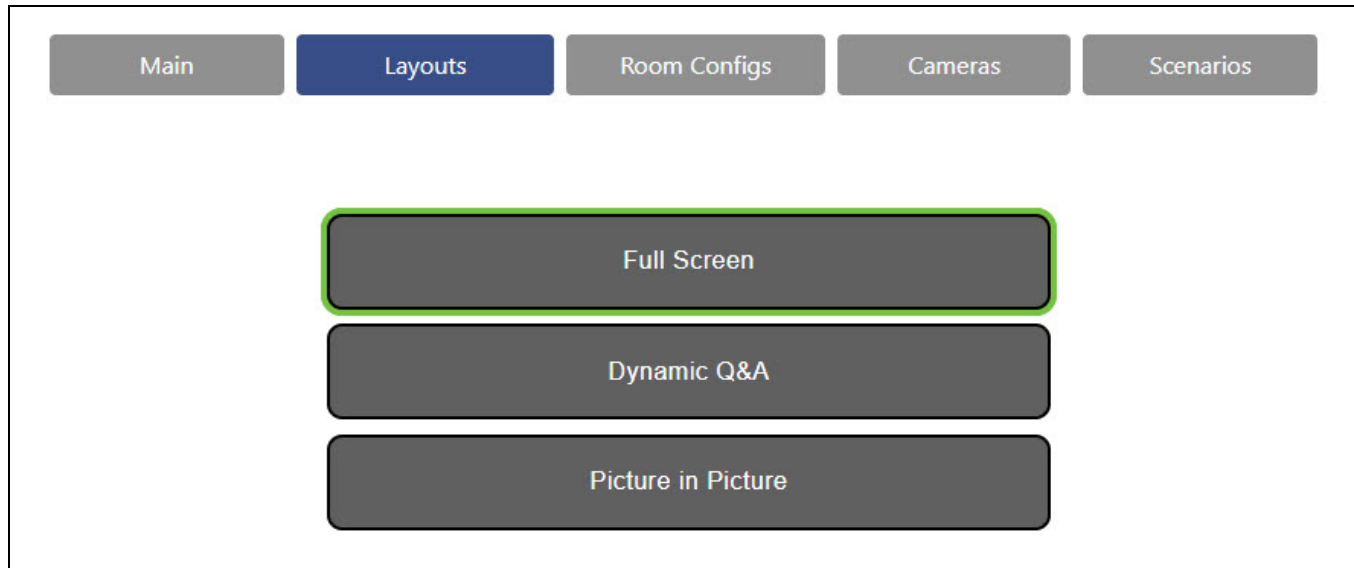 Main Layouts Room Configs Cameras Scenarios
Full Screen
Dynamic Q&A
Picture in Picture